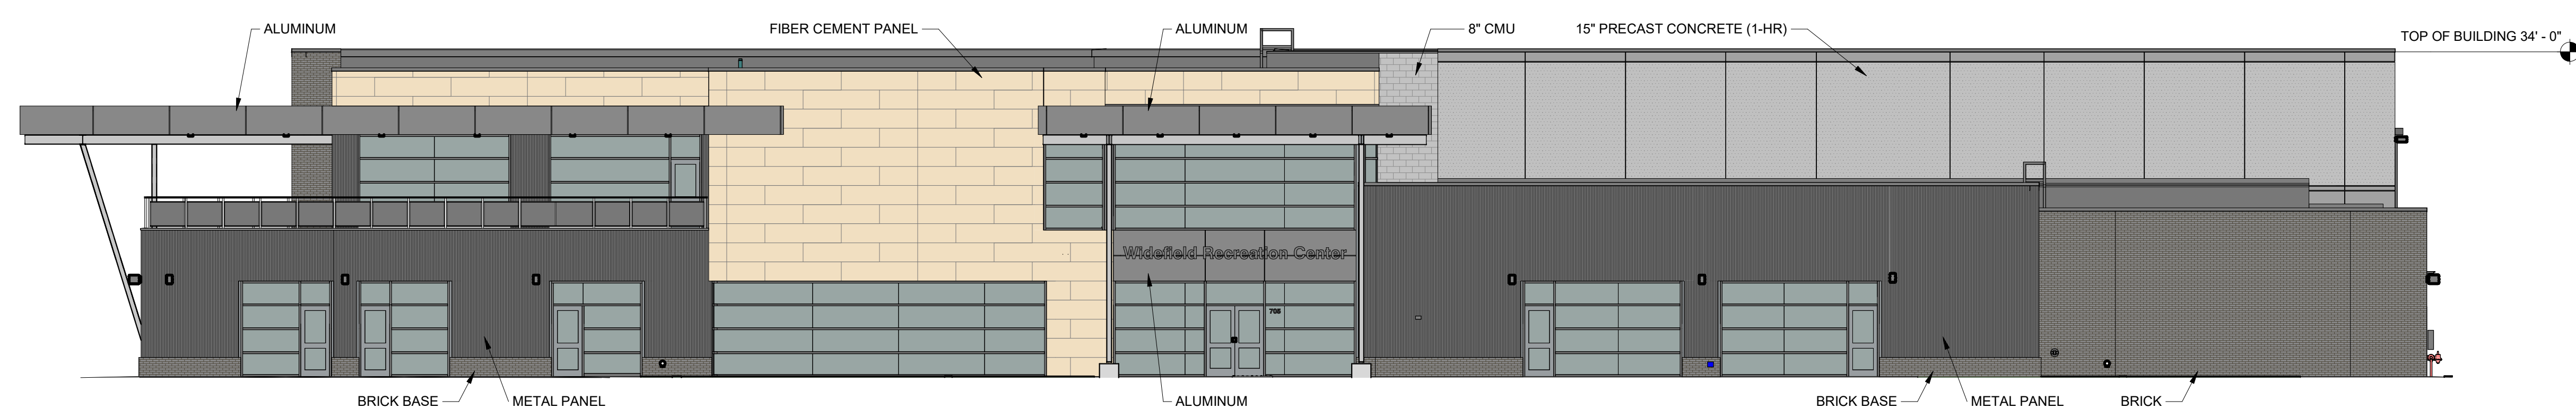 ALUMINUM
FIBER CEMENT PANEL
ALUMINUM
8" CMU
15" PRECAST CONCRETE (1-HR)
TOP OF BUILDING 34' - 0"
Widefield Recreation Center
708
BRICK BASE
METAL PANEL
ALUMINUM
BRICK BASE
METAL PANEL
BRICK